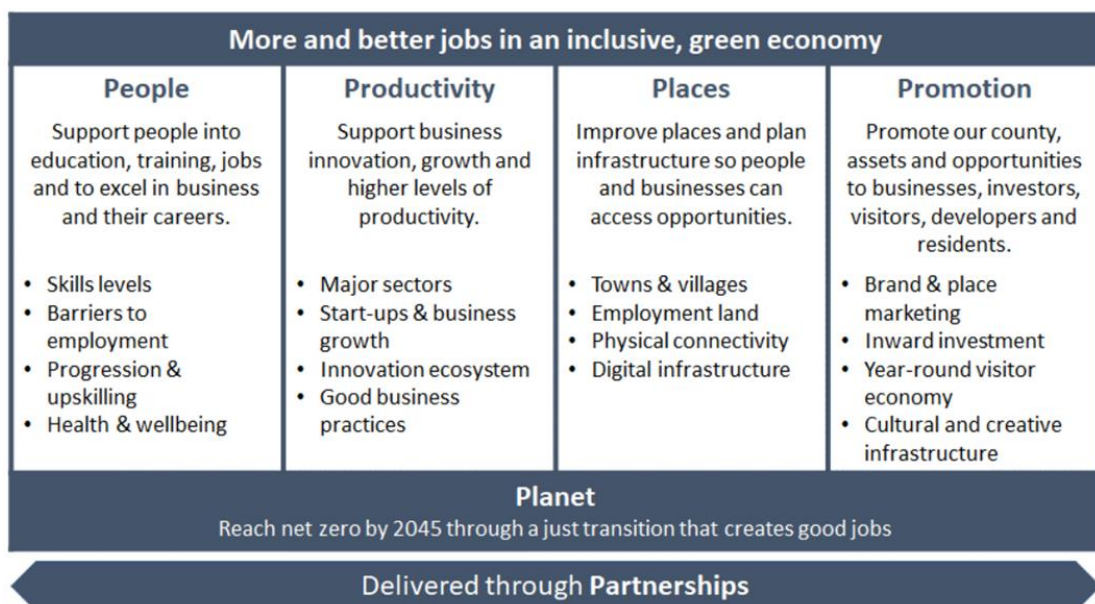 More and better jobs in an inclusive, green economy
People
Support people into
education, training, jobs
and to excel in business
and their careers.
• Skills levels
• Barriers to
employment
• Progression &
upskilling
• Health & wellbeing
Productivity
Support business
innovation, growth and
higher levels of
productivity.
• Major sectors
• Start-ups & business
growth
• Innovation ecosystem
• Good business
practices
Places
Improve places and plan
infrastructure so people
and businesses can
access opportunities.
• Towns & villages
• Employment land
• Physical connectivity
• Digital infrastructure
Promotion
Promote our county,
assets and opportunities
to businesses, investors,
visitors, developers and
residents.
• Brand & place
marketing
• Inward investment
• Year-round visitor
economy
• Cultural and creative
infrastructure
Planet
Reach net zero by 2045 through a just transition that creates good jobs
Delivered through Partnerships